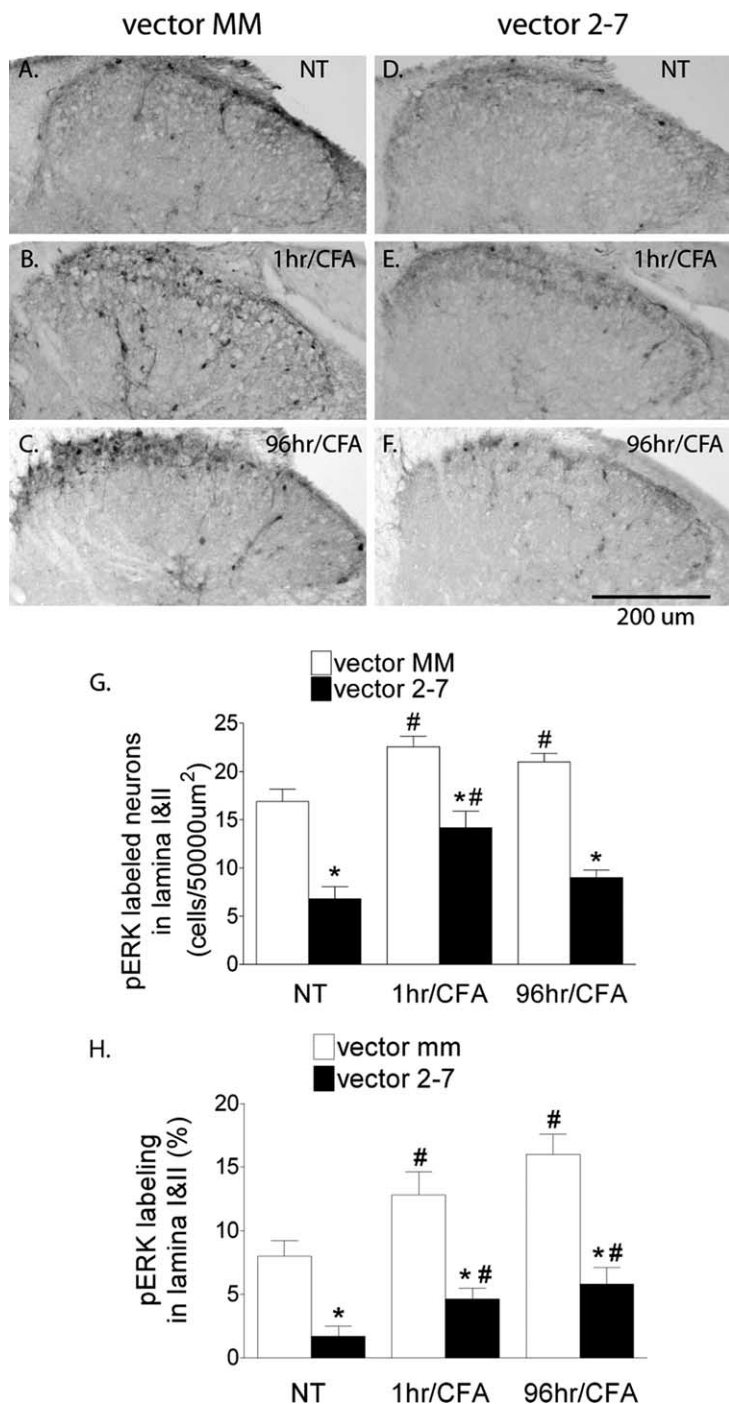 vector MM
vector 2-7
A.
NT
D.
NT
B.
1hr/CFA
E.
1hr/CFA
C.
96hr/CFA
F.
96hr/CFA
200 um
G.
vector MM
vector 2-7
pERK labeled neurons
in lamina I&II
(cells/50000um²)
25
20
15
10
5
0
#
#
*#
*
*
NT
1hr/CFA
96hr/CFA
H.
vector mm
vector 2-7
pERK labeling
in lamina I&II (%)
20
15
10
5
0
#
#
*#
*#
*
NT
1hr/CFA
96hr/CFA